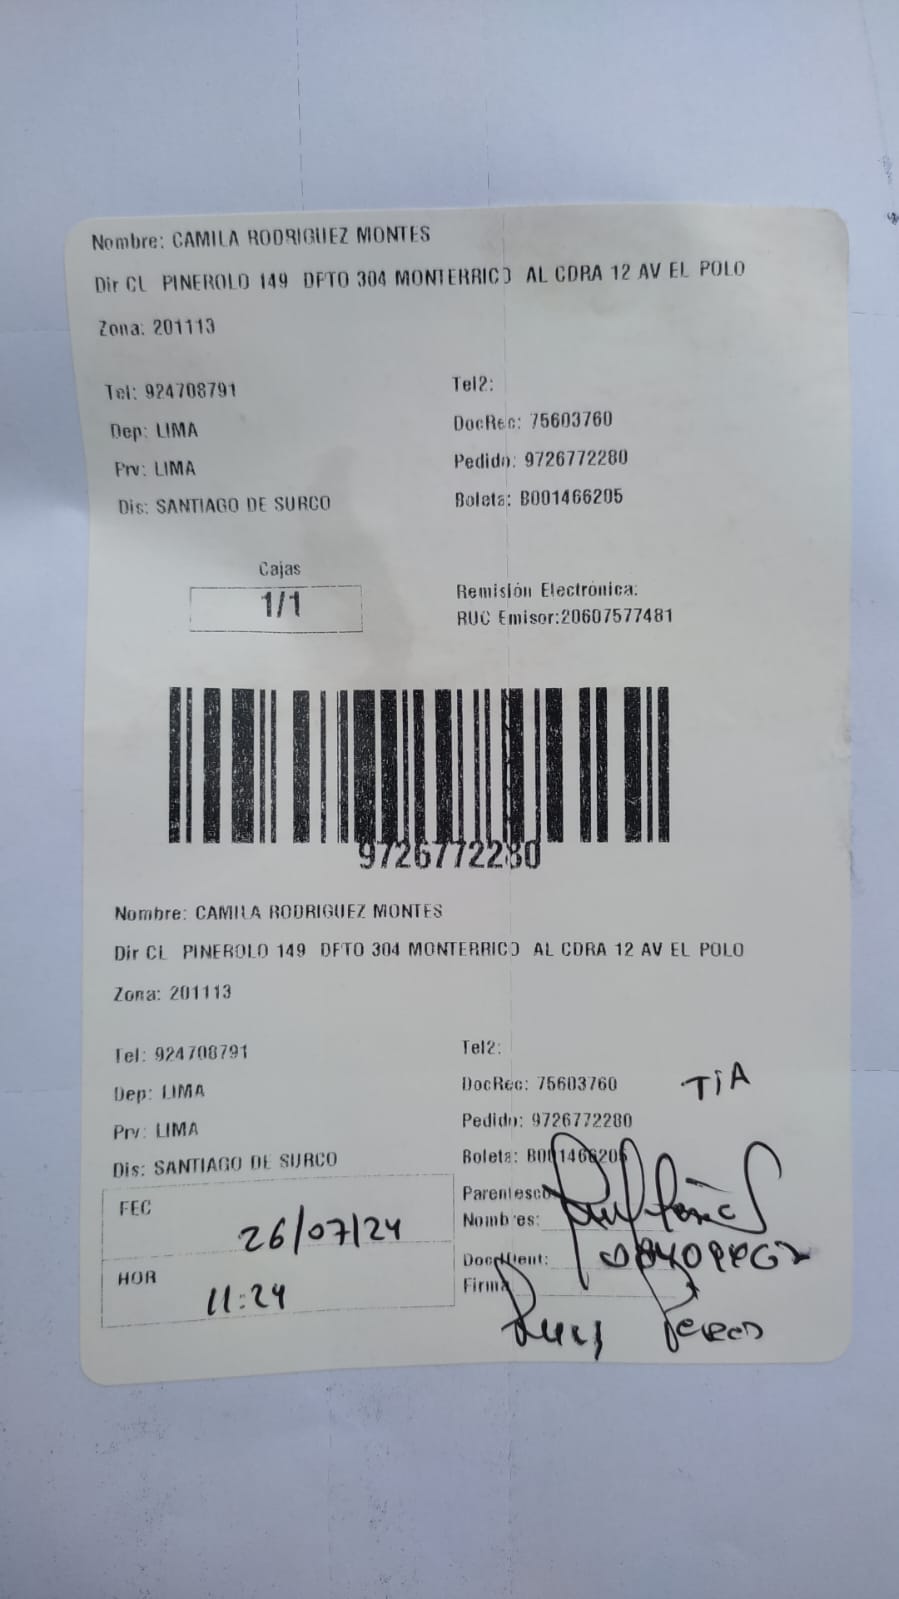 Nombre: CAMILA RODRIGUEZ MONTES
Dir CL PINEROLO 149 DPTO 304 MONTERRICO AL CDRA 12 AV EL POLO
Zona: 201113
Tel: 924708791
Tel2:
Dep: LIMA
DocRec: 75603760
Prv: LIMA
Pedido: 9726772280
Dis: SANTIAGO DE SURCO
Boleta: B001466205
Cajas
1/1
Remisión Electrónica:
RUC Emisor:20607577481
9726772280
Nombre: CAMILA RODRIGUEZ MONTES
Dir CL PINEROLO 149 DPTO 304 MONTERRICO AL CDRA 12 AV EL POLO
Zona: 201113
Tel: 924708791
Tel2:
Dep: LIMA
DocRec: 75603760
TIA
Prv: LIMA
Pedido: 9726772280
Dis: SANTIAGO DE SURCO
Boleta: B001466205
FEC
26/07/24
Parentesco
Nombres:
HOR
11:24
Firma